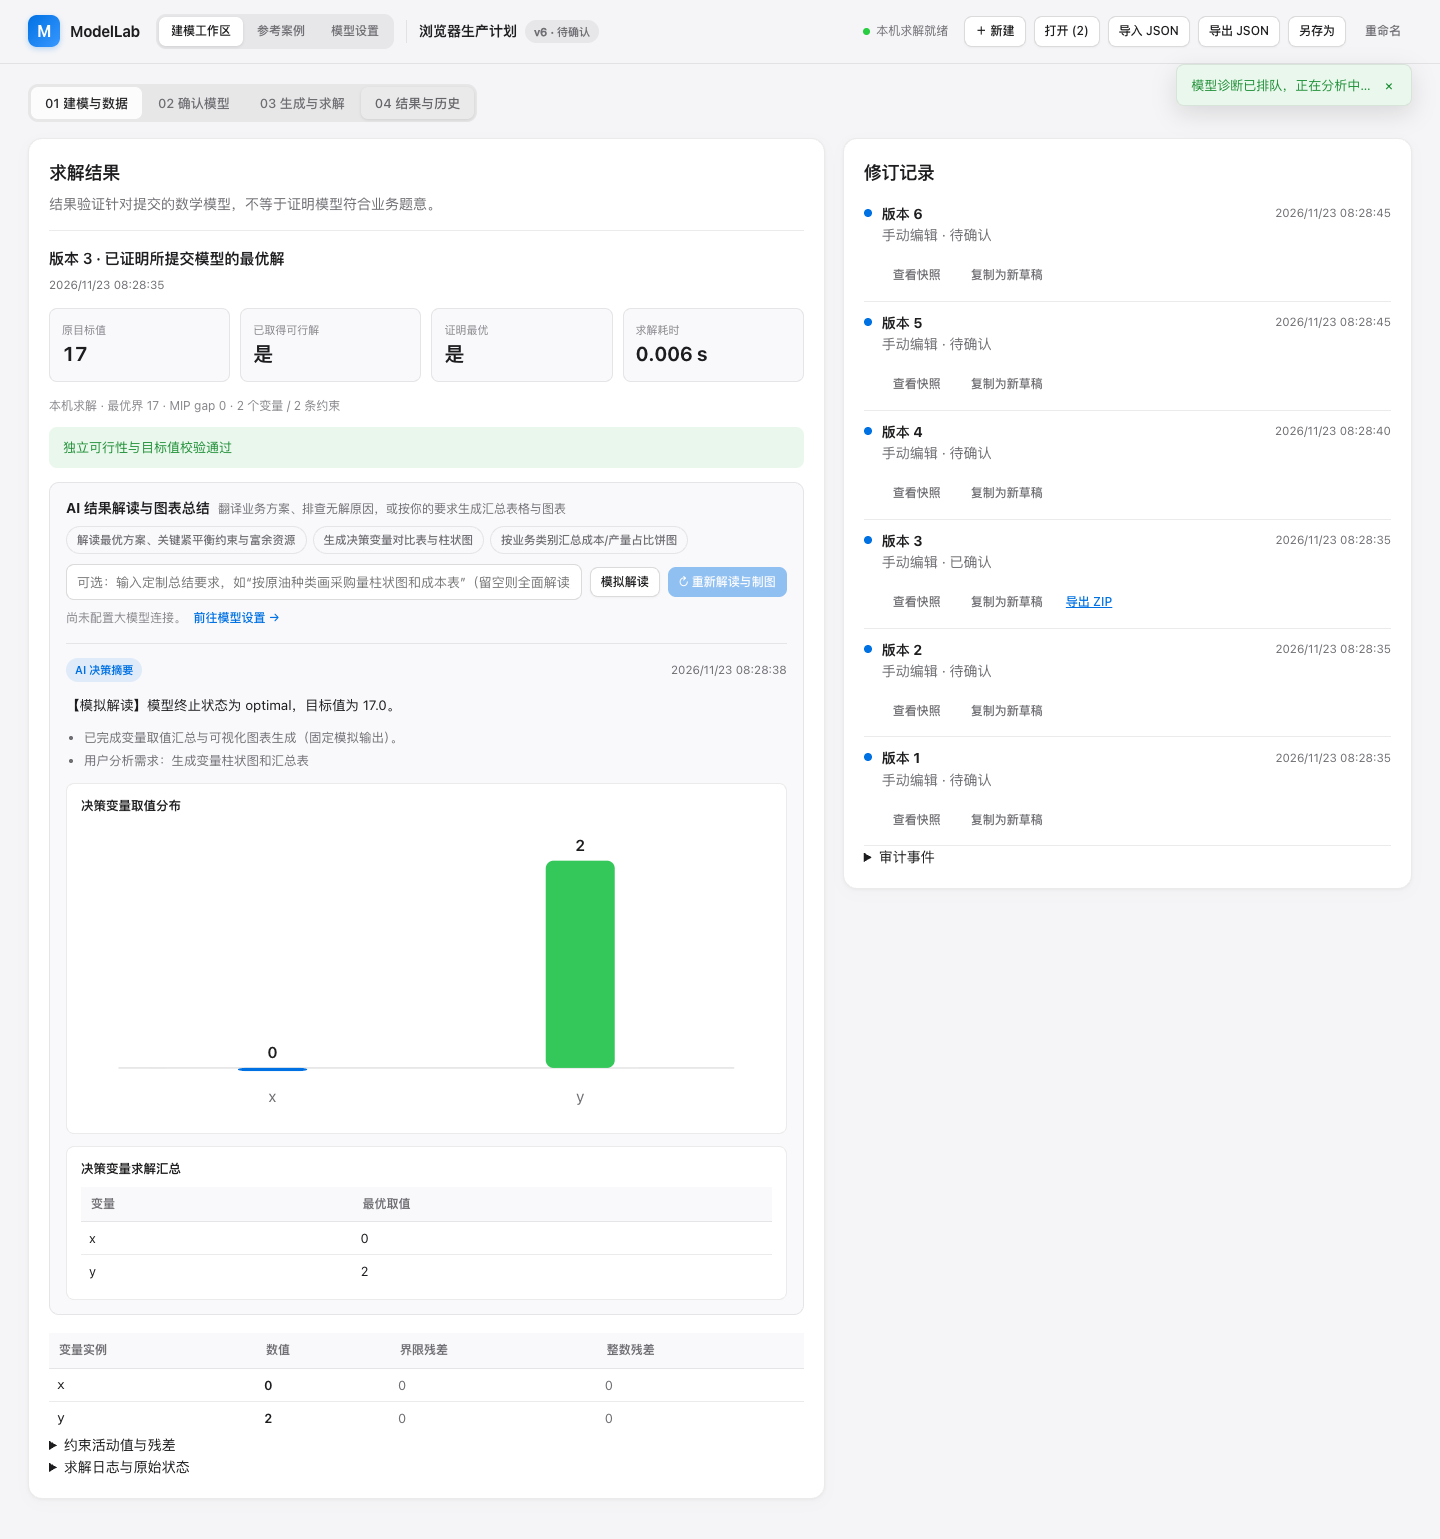 M ModelLab 建模工作区 参考案例 模型设置 浏览器生产计划 v6 · 待确认 本机求解就绪 + 新建 打开 (2) 导入 JSON 导出 JSON 另存为 重命名
模型诊断已排队，正在分析中... ×
01 建模与数据 02 确认模型 03 生成与求解 04 结果与历史
求解结果
结果验证针对提交的数学模型，不等于证明模型符合业务题意。
版本 3 · 已证明所提交模型的最优解
2026/11/23 08:28:35
原目标值 已取得可行解 证明最优 求解耗时
17 是 是 0.006 s
本机求解 · 最优界 17 · MIP gap 0 · 2 个变量 / 2 条约束
独立可行性与目标值校验通过
AI 结果解读与图表总结 翻译业务方案、排查无解原因，或按你的要求生成汇总表格与图表
解读最优方案、关键紧平衡约束与富余资源 生成决策变量对比表与柱状图 按业务类别汇总成本/产量占比饼图
可选：输入定制总结要求，如“按原油种类画采购量柱状图和成本表”（留空则全面解读 模拟解读 ↻ 重新解读与制图
尚未配置大模型连接。 前往模型设置 →
AI 决策摘要 2026/11/23 08:28:38
【模拟解读】模型终止状态为 optimal，目标值为 17.0。
• 已完成变量取值汇总与可视化图表生成（固定模拟输出）。
• 用户分析需求：生成变量柱状图和汇总表
决策变量取值分布
2
0
x y
决策变量求解汇总
变量 最优取值
x 0
y 2
变量实例 数值 界限残差 整数残差
x 0 0 0
y 2 0 0
▶ 约束活动值与残差
▶ 求解日志与原始状态
修订记录
版本 6 2026/11/23 08:28:45
手动编辑 · 待确认
查看快照 复制为新草稿
版本 5 2026/11/23 08:28:45
手动编辑 · 待确认
查看快照 复制为新草稿
版本 4 2026/11/23 08:28:40
手动编辑 · 待确认
查看快照 复制为新草稿
版本 3 2026/11/23 08:28:35
手动编辑 · 已确认
查看快照 复制为新草稿 导出 ZIP
版本 2 2026/11/23 08:28:35
手动编辑 · 待确认
查看快照 复制为新草稿
版本 1 2026/11/23 08:28:35
手动编辑 · 待确认
查看快照 复制为新草稿
▶ 审计事件